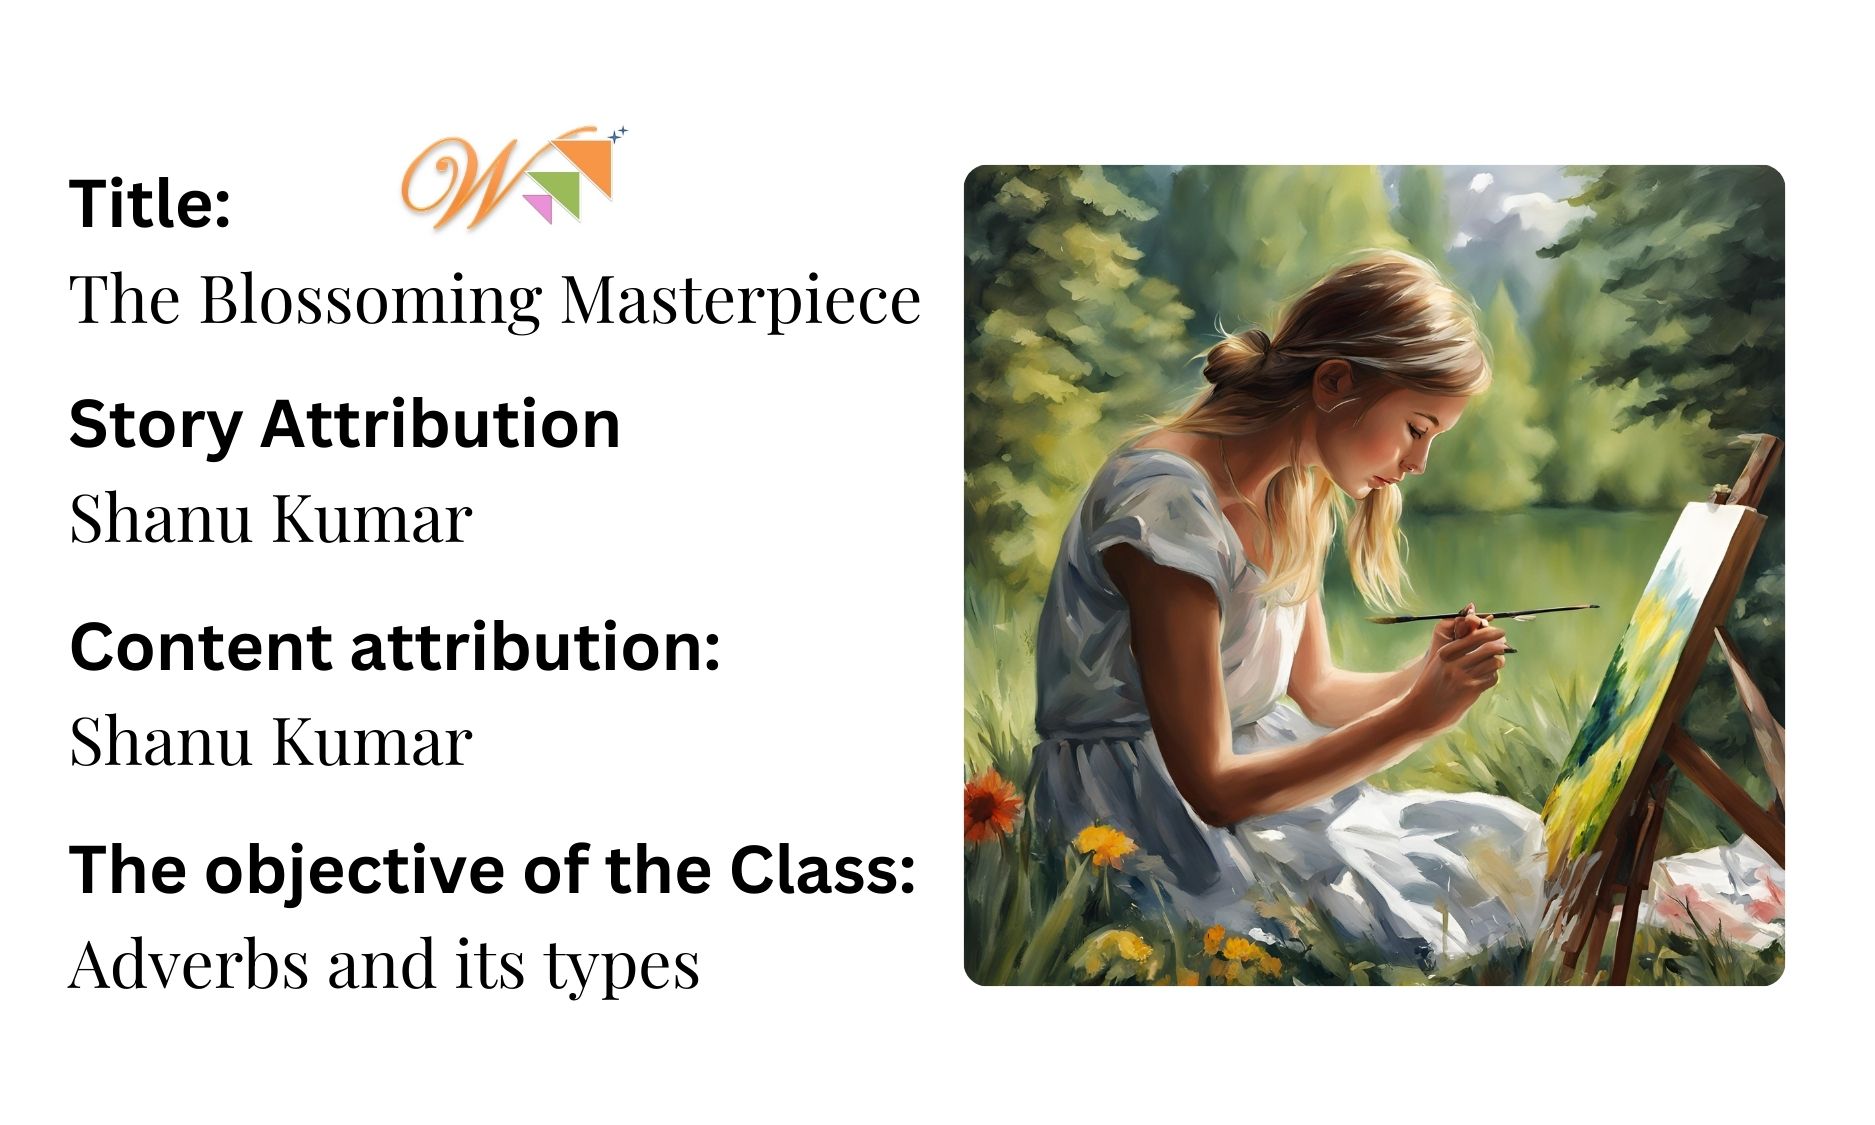 Title:
W
The Blossoming Masterpiece
Story Attribution
Shanu Kumar
Content attribution:
Shanu Kumar
The objective of the Class:
Adverbs and its types